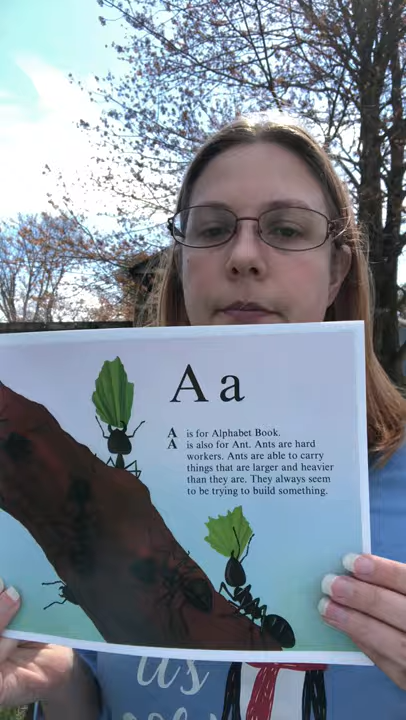 A a
A is for Alphabet Book.
A is also for Ant. Ants are hard
workers. Ants are able to carry
things that are larger and heavier
than they are. They always seem
to be trying to build something.
us